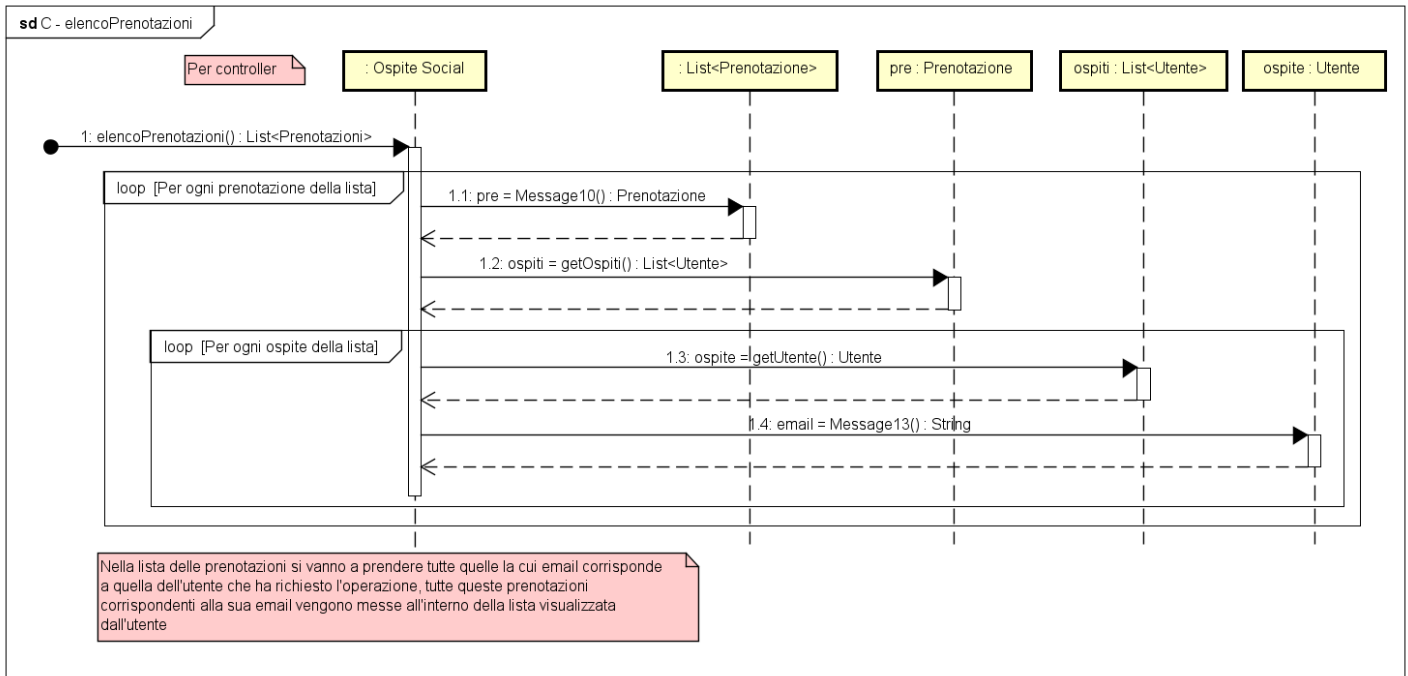 sd C - elencoPrenotazioni
Per controller
: Ospite Social
: List<Prenotazione>
pre : Prenotazione
ospiti : List<Utente>
ospite : Utente
1: elencoPrenotazioni() : List<Prenotazioni>
loop [Per ogni prenotazione della lista]
1.1: pre = Message10() : Prenotazione
1.2: ospiti = getOspiti() : List<Utente>
loop [Per ogni ospite della lista]
1.3: ospite = getUtente() : Utente
1.4: email = Message13() : String
Nella lista delle prenotazioni si vanno a prendere tutte quelle la cui email corrisponde
a quella dell'utente che ha richiesto l'operazione, tutte queste prenotazioni
corrispondenti alla sua email vengono messe all'interno della lista visualizzata
dall'utente